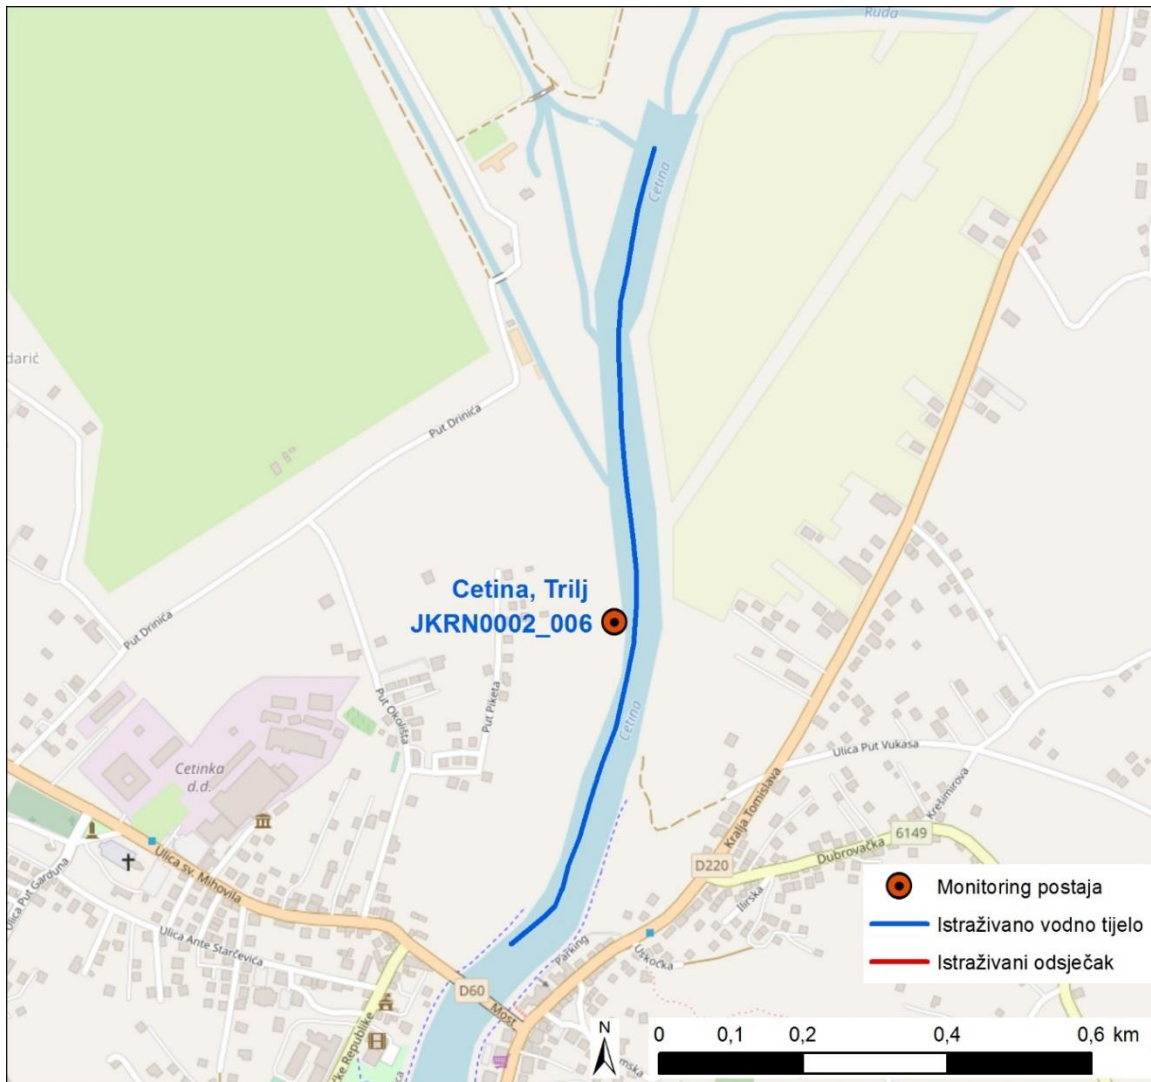 Ruda
Cetina
darić
Put Drinića
Cetina, Trilj
JKRN0002_006
Put Drinića
Put Okolišta
Put Piketa
Cetina
Cetinka
d.d.
Ulica Put Vukasa
Kralja Tomislava
Krešimirova
6149
Dubrovačka
D220
Ilirska
Ulica sv. Mihovila
Ulica Put Garduna
Ulica Ante Starčevića
Uskočka
Parking
D60
Most
ke Republike
Monitoring postaja
Istraživano vodno tijelo
Istraživani odsječak
N
0 0,1 0,2 0,4 0,6 km